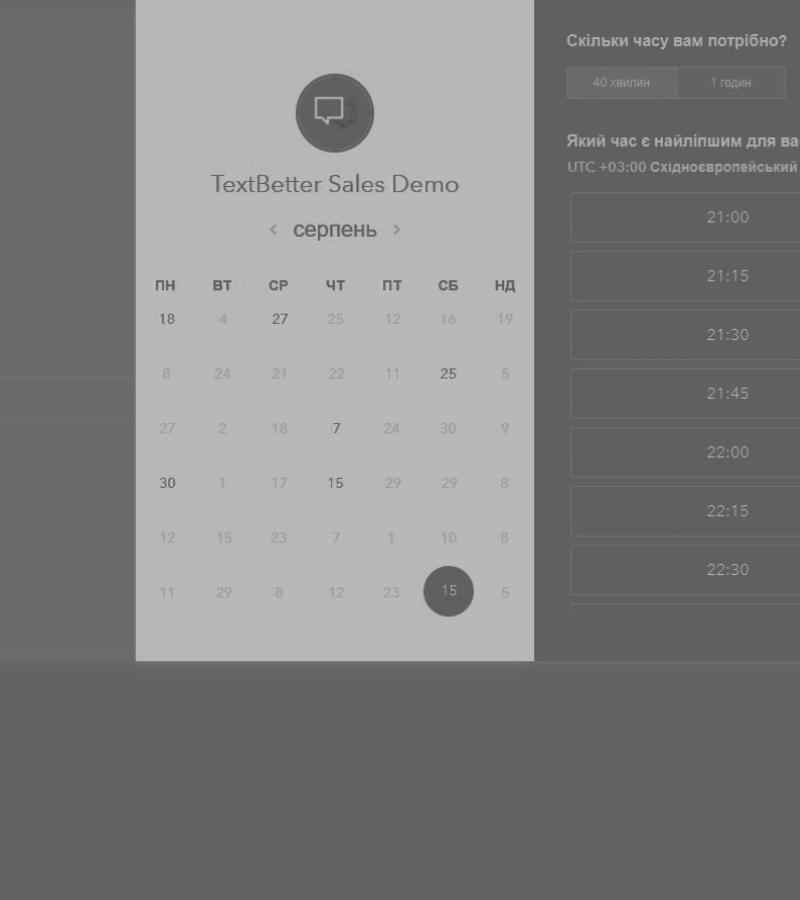 TextBetter Sales Demo
серпень
ПН ВТ СР ЧТ ПТ СБ НД
18 4 27 25 12 16 19
8 24 21 22 11 25 5
27 2 18 7 24 30 9
30 1 17 15 29 29 8
12 15 23 7 1 10 8
11 29 8 12 23 15 5
Скільки часу вам потрібно?
40 хвилин 1 годин
Який час є найліпшим для ва
UTC +03:00 Східноєвропейський
21:00
21:15
21:30
21:45
22:00
22:15
22:30